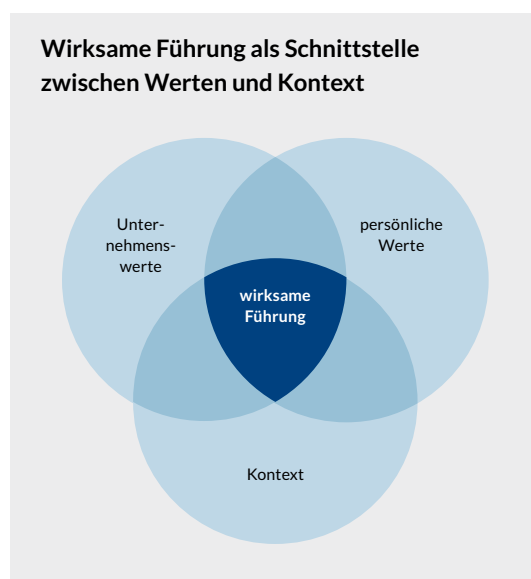 Wirksame Führung als Schnittstelle
zwischen Werten und Kontext
Unter-
nehmens-
werte
persönliche
Werte
wirksame
Führung
Kontext